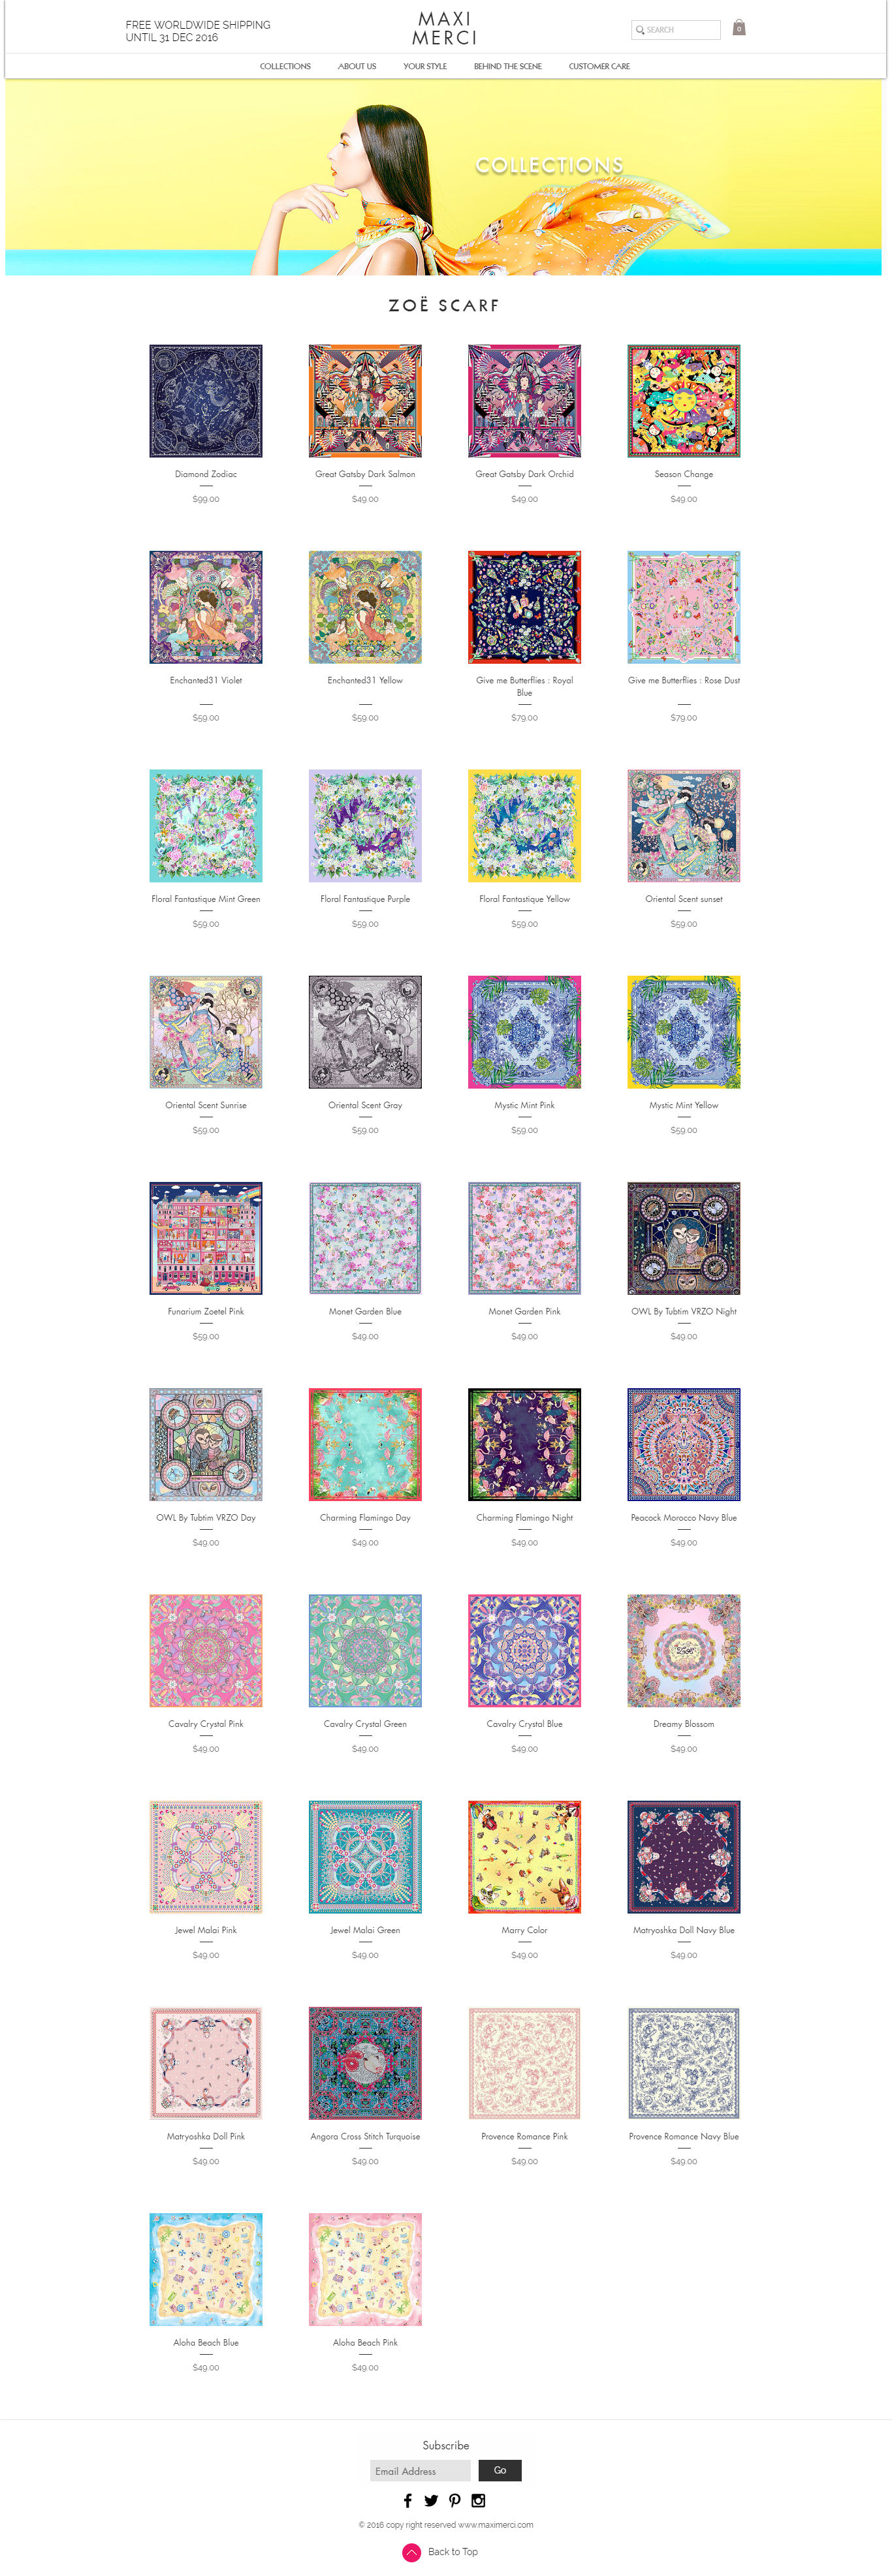 FREE WORLDWIDE SHIPPING
UNTIL 31 DEC 2016
MAXI
MERCI
SEARCH
0
COLLECTIONS
ABOUT US
YOUR STYLE
BEHIND THE SCENE
CUSTOMER CARE
COLLECTIONS
ZOË SCARF
Diamond Zodiac
$99.00
Great Gatsby Dark Salmon
$49.00
Great Gatsby Dark Orchid
$49.00
Season Change
$49.00
Enchanted31 Violet
$59.00
Enchanted31 Yellow
$59.00
Give me Butterflies : Royal
Blue
$79.00
Give me Butterflies : Rose Dust
$79.00
Floral Fantastique Mint Green
$59.00
Floral Fantastique Purple
$59.00
Floral Fantastique Yellow
$59.00
Oriental Scent sunset
$59.00
Oriental Scent Sunrise
$59.00
Oriental Scent Gray
$59.00
Mystic Mint Pink
$59.00
Mystic Mint Yellow
$59.00
Funarium Zoetel Pink
$59.00
Monet Garden Blue
$49.00
Monet Garden Pink
$49.00
OWL By Tubtim VRZO Night
$49.00
OWL By Tubtim VRZO Day
$49.00
Charming Flamingo Day
$49.00
Charming Flamingo Night
$49.00
Peacock Morocco Navy Blue
$49.00
Cavalry Crystal Pink
$49.00
Cavalry Crystal Green
$49.00
Cavalry Crystal Blue
$49.00
Dreamy Blossom
$49.00
Jewel Malai Pink
$49.00
Jewel Malai Green
$49.00
Marry Color
$49.00
Matryoshka Doll Navy Blue
$49.00
Matryoshka Doll Pink
$49.00
Angora Cross Stitch Turquoise
$49.00
Provence Romance Pink
$49.00
Provence Romance Navy Blue
$49.00
Aloha Beach Blue
$49.00
Aloha Beach Pink
$49.00
Subscribe
Email Address
Go
© 2016 copy right reserved www.maximerci.com
Back to Top